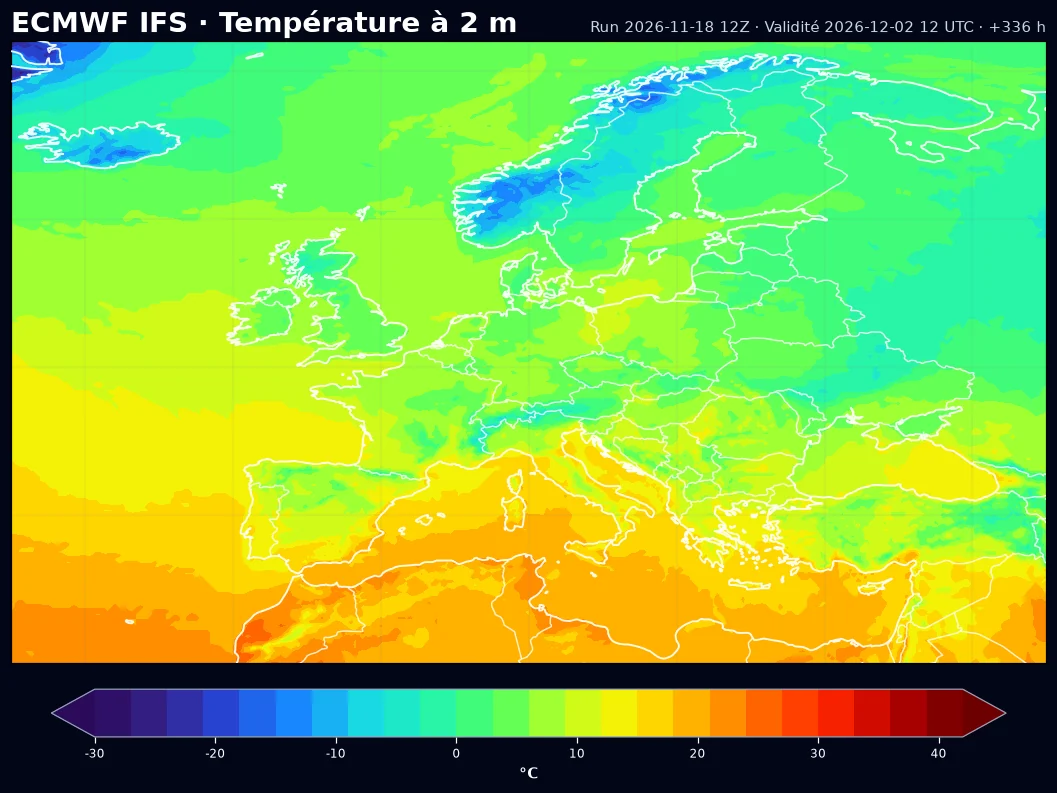 ECMWF IFS · Température à 2 m
Run 2026-11-18 12Z · Validité 2026-12-02 12 UTC · +336 h
-30 -20 -10 0 10 20 30 40
°C